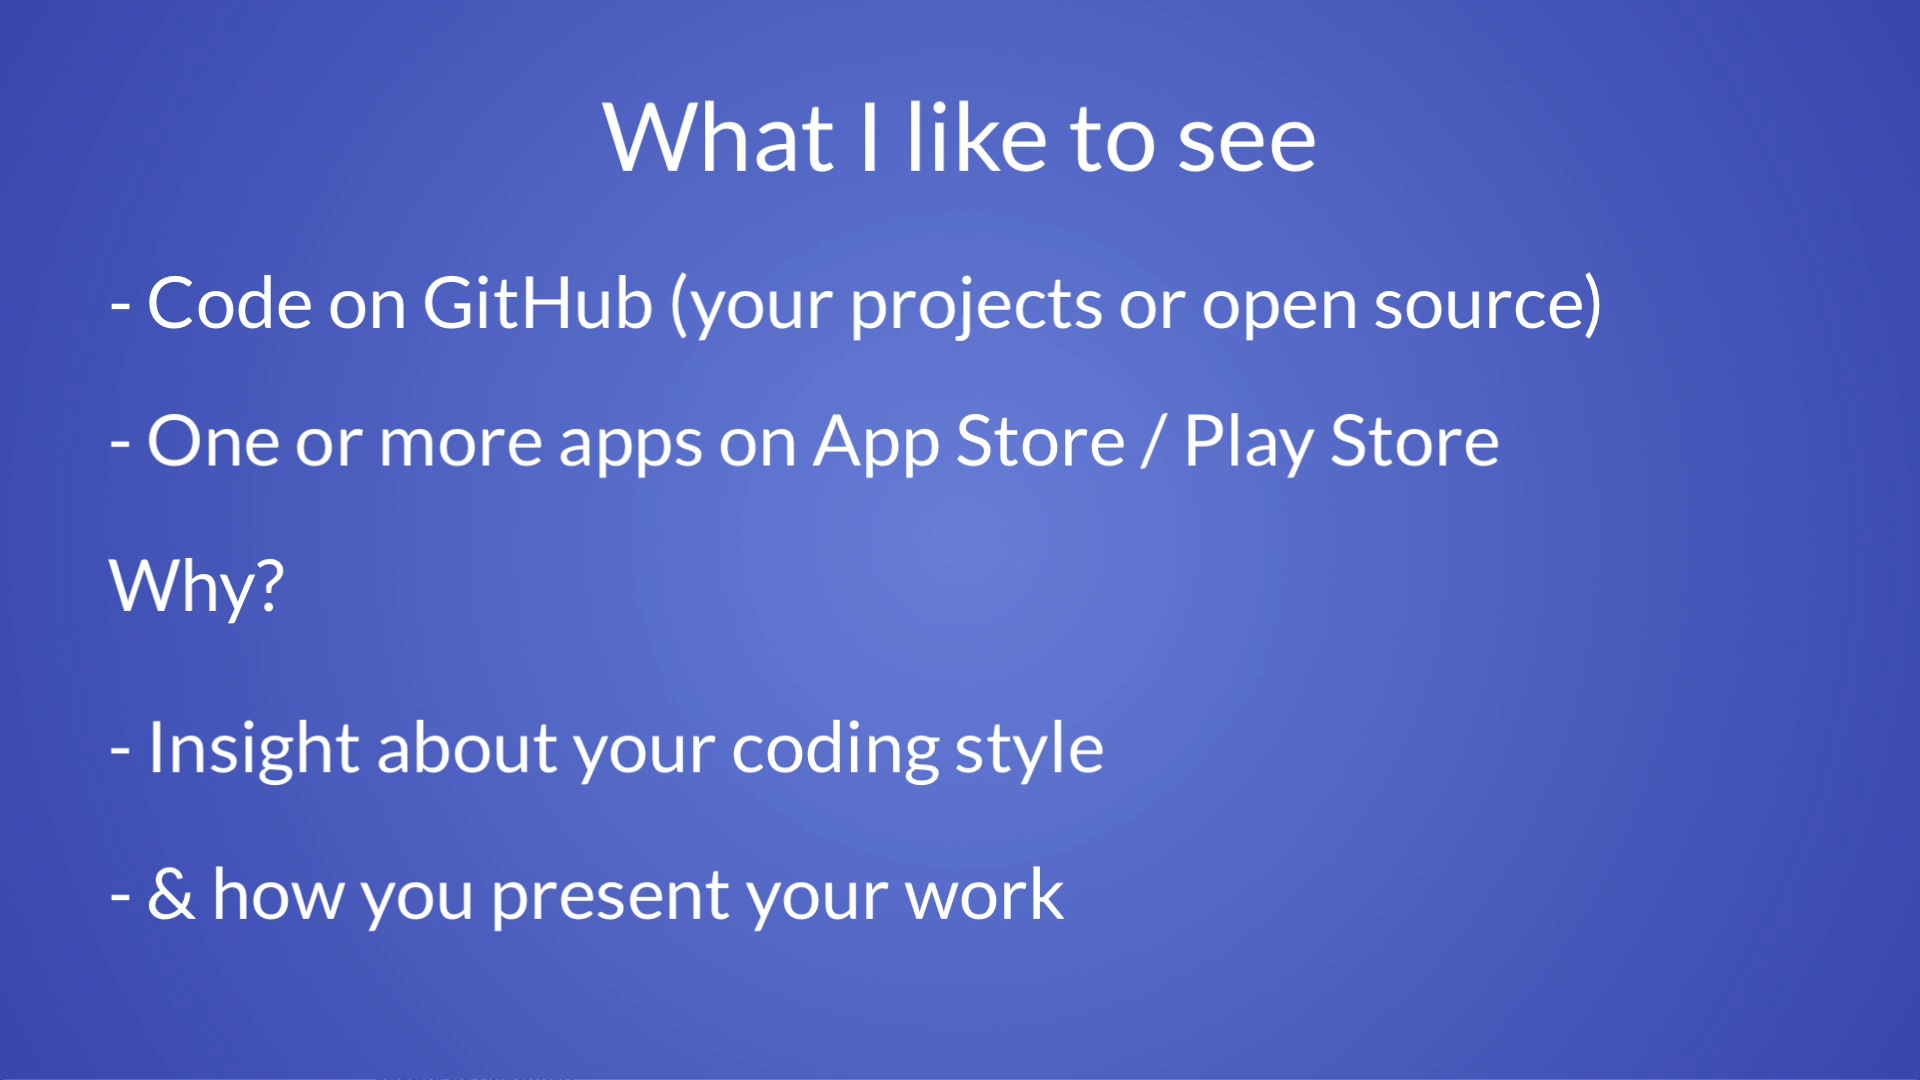 What I like to see
- Code on GitHub (your projects or open source)
- One or more apps on App Store / Play Store
Why?
- Insight about your coding style
- & how you present your work